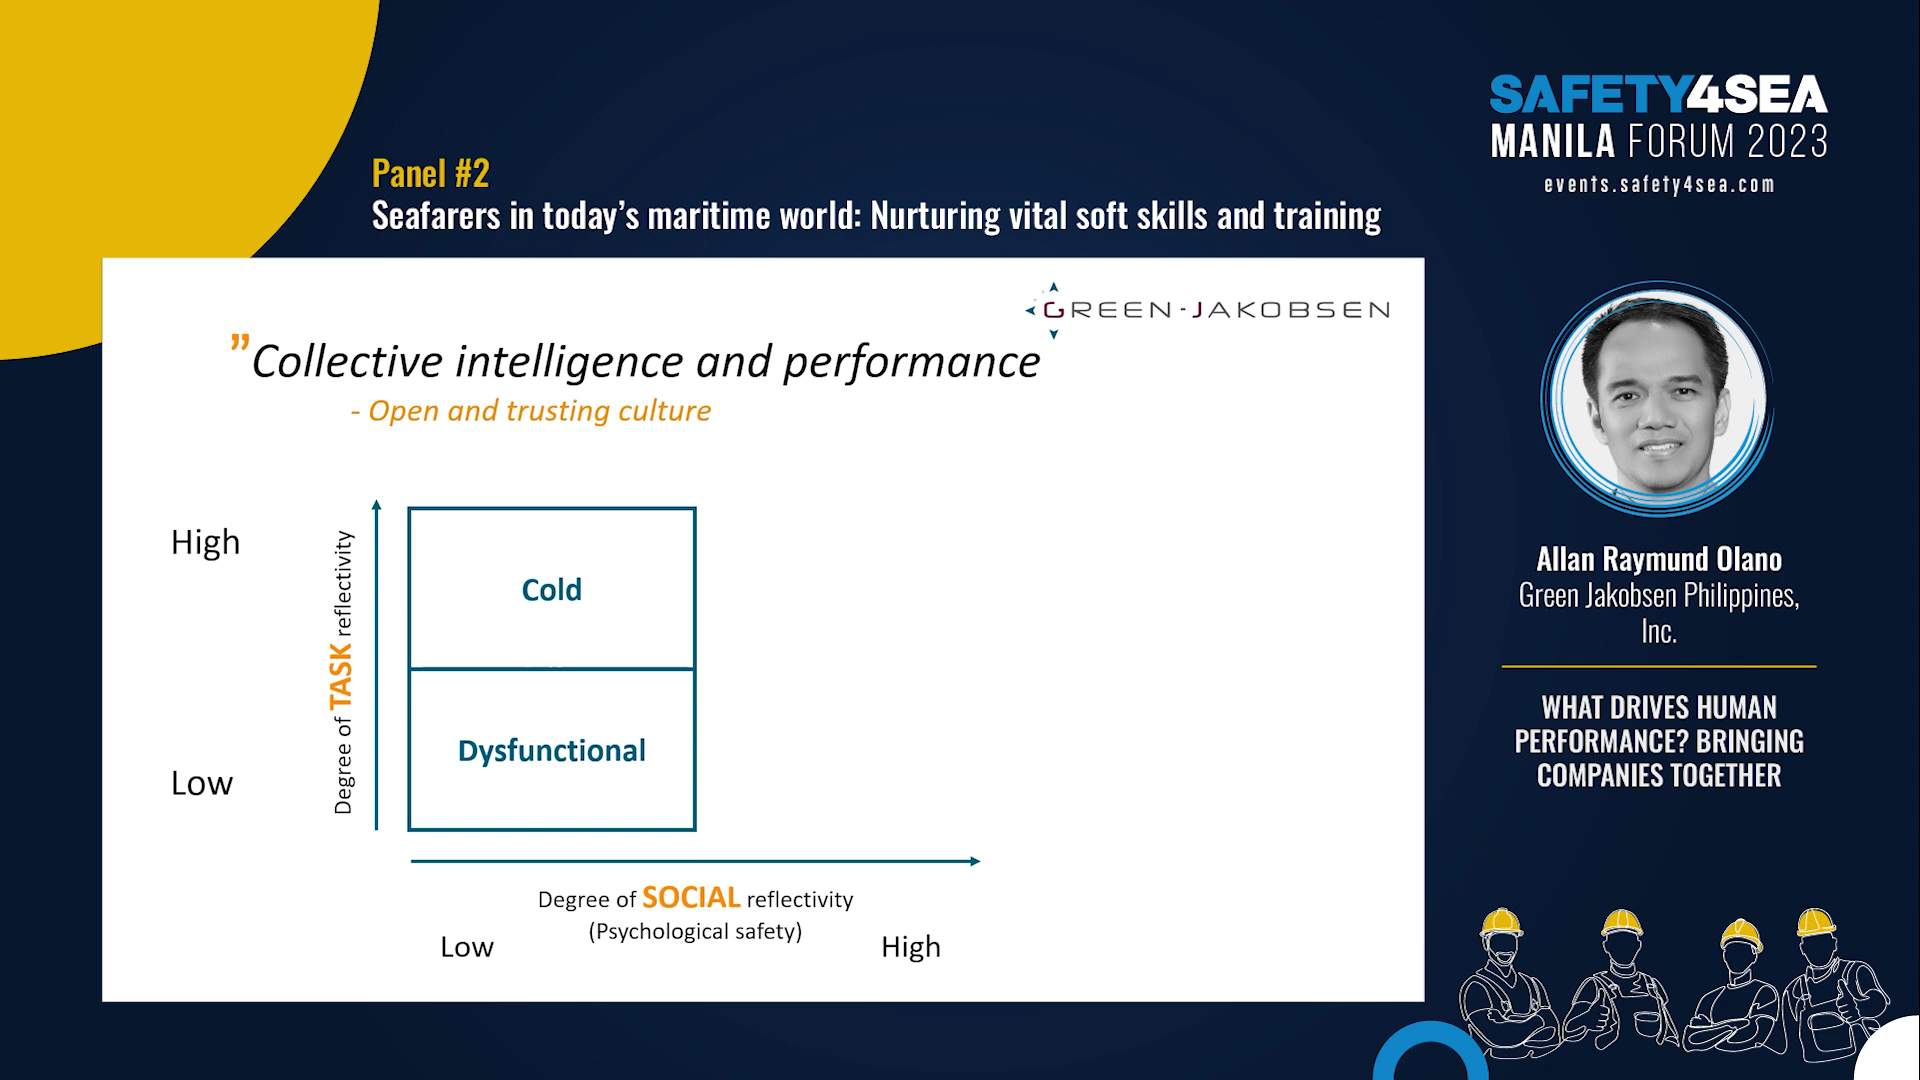 SAFETY4SEA
MANILA FORUM 2023
events.safety4sea.com
Panel #2
Seafarers in today’s maritime world: Nurturing vital soft skills and training
GREEN-JAKOBSEN
”Collective intelligence and performance
- Open and trusting culture
High
Low
Degree of TASK reflectivity
Cold
Dysfunctional
Degree of SOCIAL reflectivity
(Psychological safety)
Low
High
Allan Raymund Olano
Green Jakobsen Philippines,
Inc.
WHAT DRIVES HUMAN
PERFORMANCE? BRINGING
COMPANIES TOGETHER